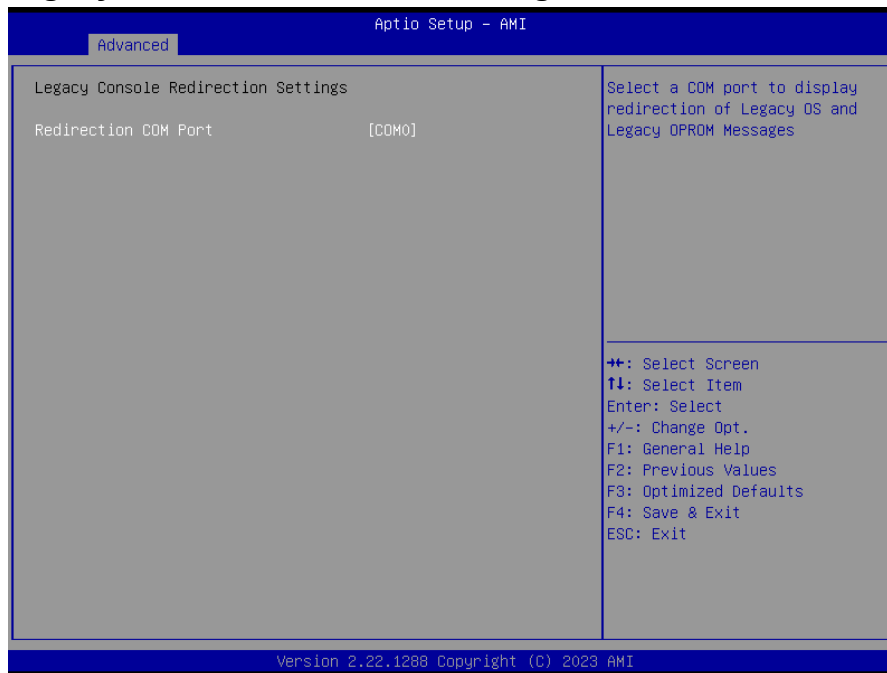 Aptio Setup – AMI
Advanced
Legacy Console Redirection Settings
Redirection COM Port [COM0]
Select a COM port to display
redirection of Legacy OS and
Legacy OPROM Messages
→←: Select Screen
↑↓: Select Item
Enter: Select
+/-: Change Opt.
F1: General Help
F2: Previous Values
F3: Optimized Defaults
F4: Save & Exit
ESC: Exit
Version 2.22.1288 Copyright (C) 2023 AMI